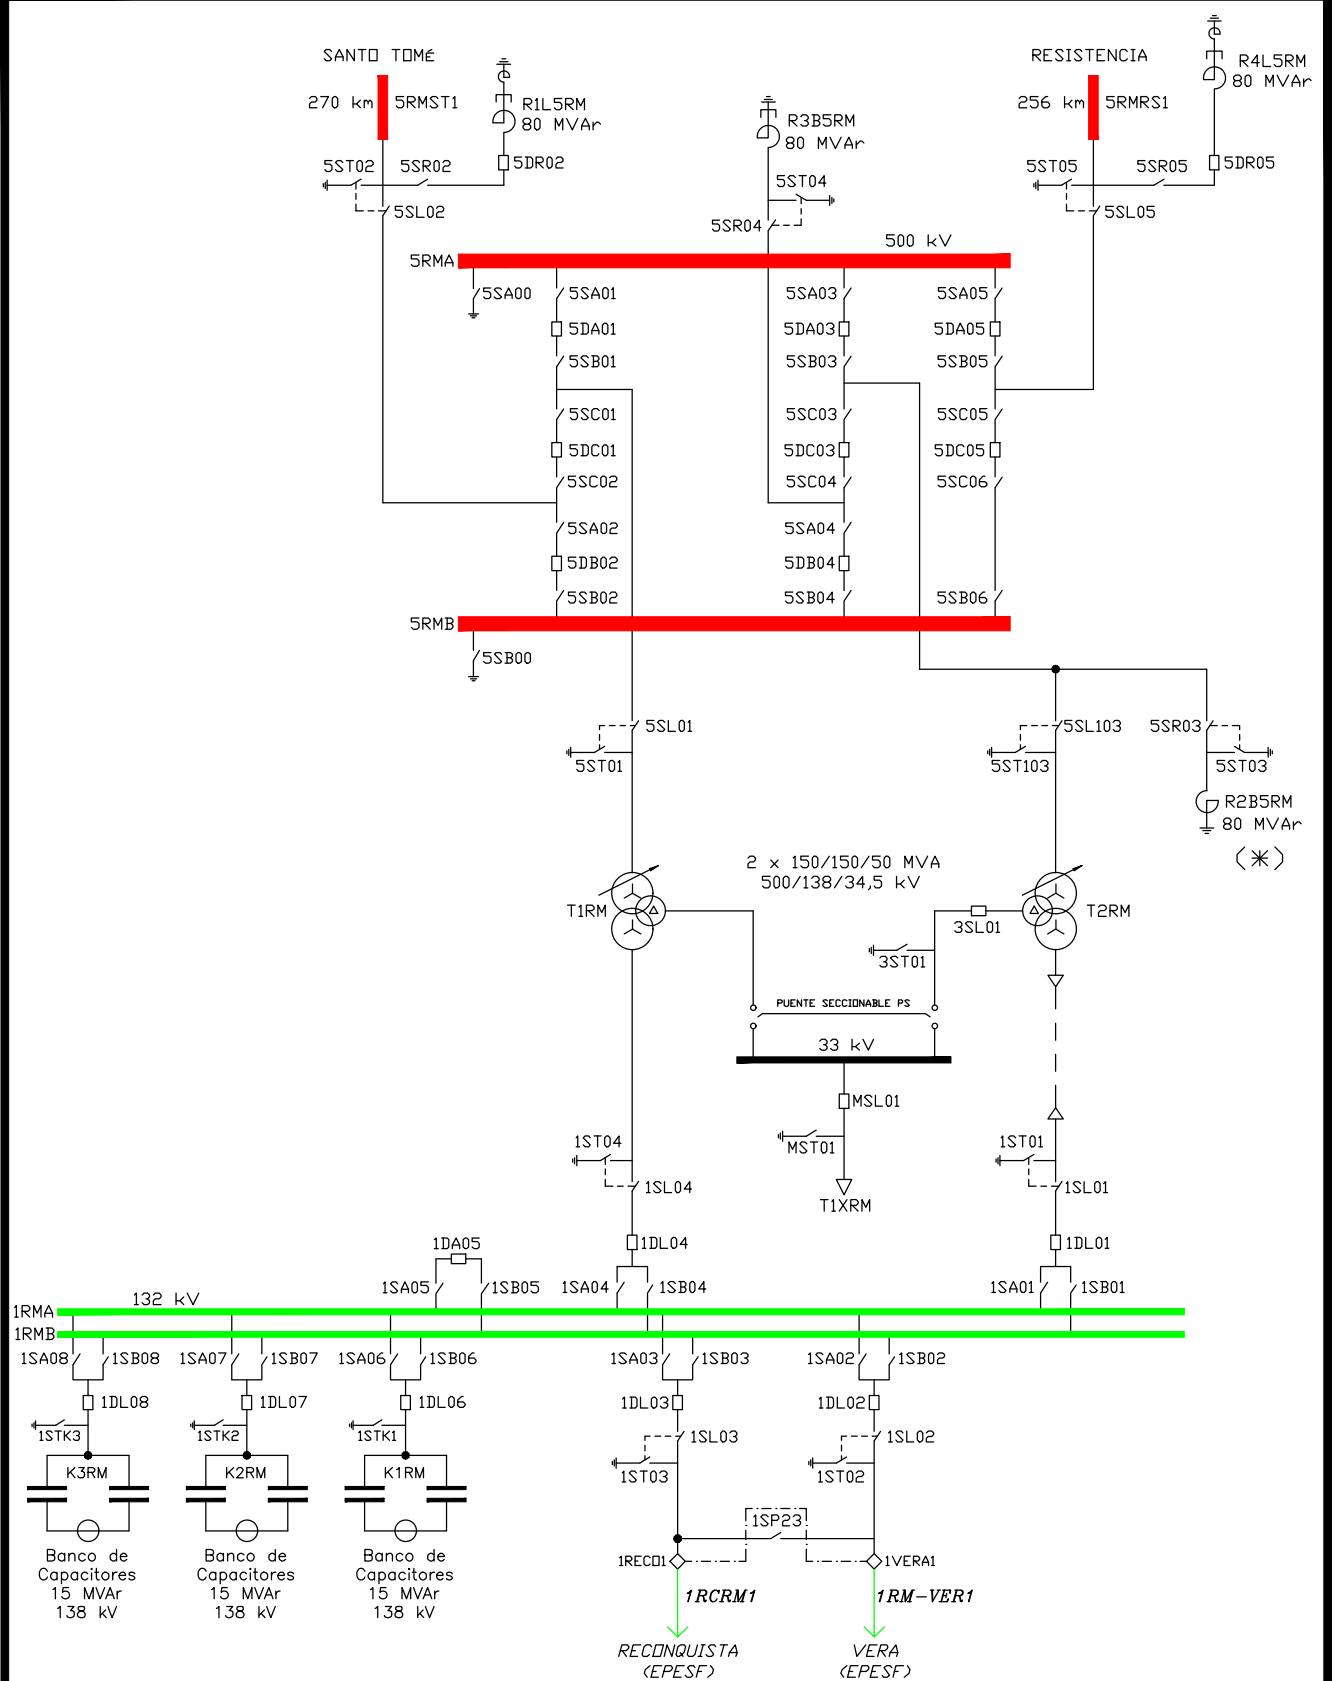 SANTO TOMÉ
270 km
5RMST1
R1L5RM
80 MVAr
5DR02
5ST02
5SR02
5SL02
R3B5RM
80 MVAr
5ST04
5SR04
RESISTENCIA
256 km
5RMRS1
R4L5RM
80 MVAr
5DR05
5ST05
5SR05
5SL05
500 kV
5RMA
5SA00
5SA01
5DA01
5SB01
5SC01
5DC01
5SC02
5SA02
5DB02
5SB02
5SA03
5DA03
5SB03
5SC03
5DC03
5SC04
5SA04
5DB04
5SB04
5SA05
5DA05
5SB05
5SC05
5DC05
5SC06
5SB06
5RMB
5SB00
5SL01
5ST01
5SL103
5ST103
5SR03
5ST03
R2B5RM
80 MVAr
(*)
2 x 150/150/50 MVA
500/138/34,5 kV
T1RM
T2RM
3SL01
3ST01
PUENTE SECCIONABLE PS
33 kV
MSL01
MST01
T1XRM
1ST04
1SL04
1DL04
1SA04
1SB04
1ST01
1SL01
1DL01
1SA01
1SB01
1DA05
1SA05
1SB05
132 kV
1RMA
1RMB
1SA08
1SB08
1DL08
1STK3
K3RM
Banco de
Capacitores
15 MVAr
138 kV
1SA07
1SB07
1DL07
1STK2
K2RM
Banco de
Capacitores
15 MVAr
138 kV
1SA06
1SB06
1DL06
1STK1
K1RM
Banco de
Capacitores
15 MVAr
138 kV
1SA03
1SB03
1DL03
1SL03
1ST03
1SA02
1SB02
1DL02
1SL02
1ST02
1SP23
1RECO1
1VERA1
1RCRM1
1RM-VER1
RECONQUISTA
(EPESF)
VERA
(EPESF)